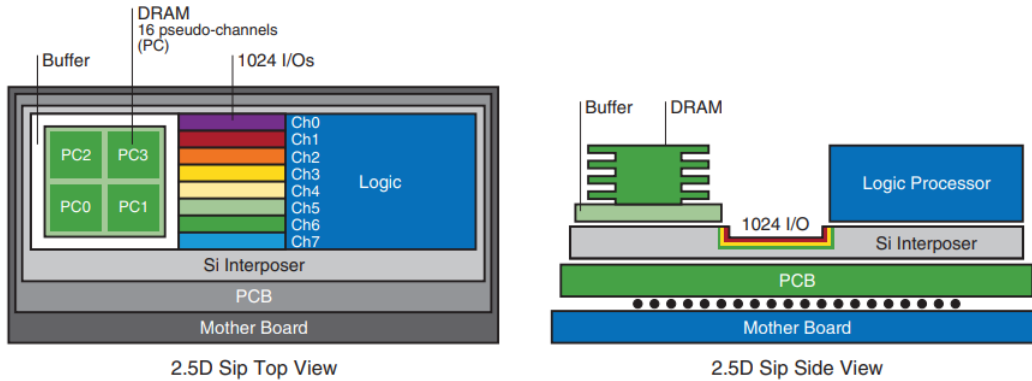 DRAM
16 pseudo-channels
(PC)
Buffer
1024 I/Os
PC2
PC3
PC0
PC1
Ch0
Ch1
Ch2
Ch3
Ch4
Ch5
Ch6
Ch7
Logic
Si Interposer
PCB
Mother Board
2.5D Sip Top View
Buffer
DRAM
Logic Processor
1024 I/O
Si Interposer
PCB
Mother Board
2.5D Sip Side View